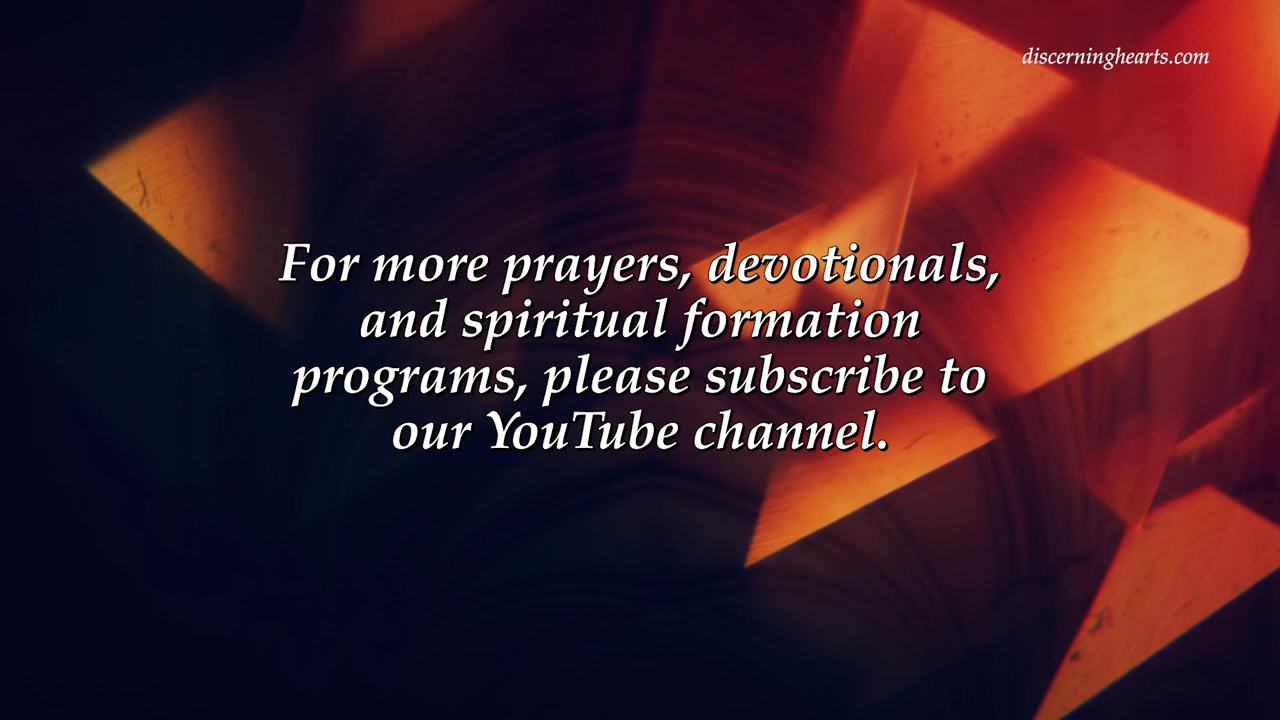 discerninghearts.com
For more prayers, devotionals,
and spiritual formation
programs, please subscribe to
our YouTube channel.